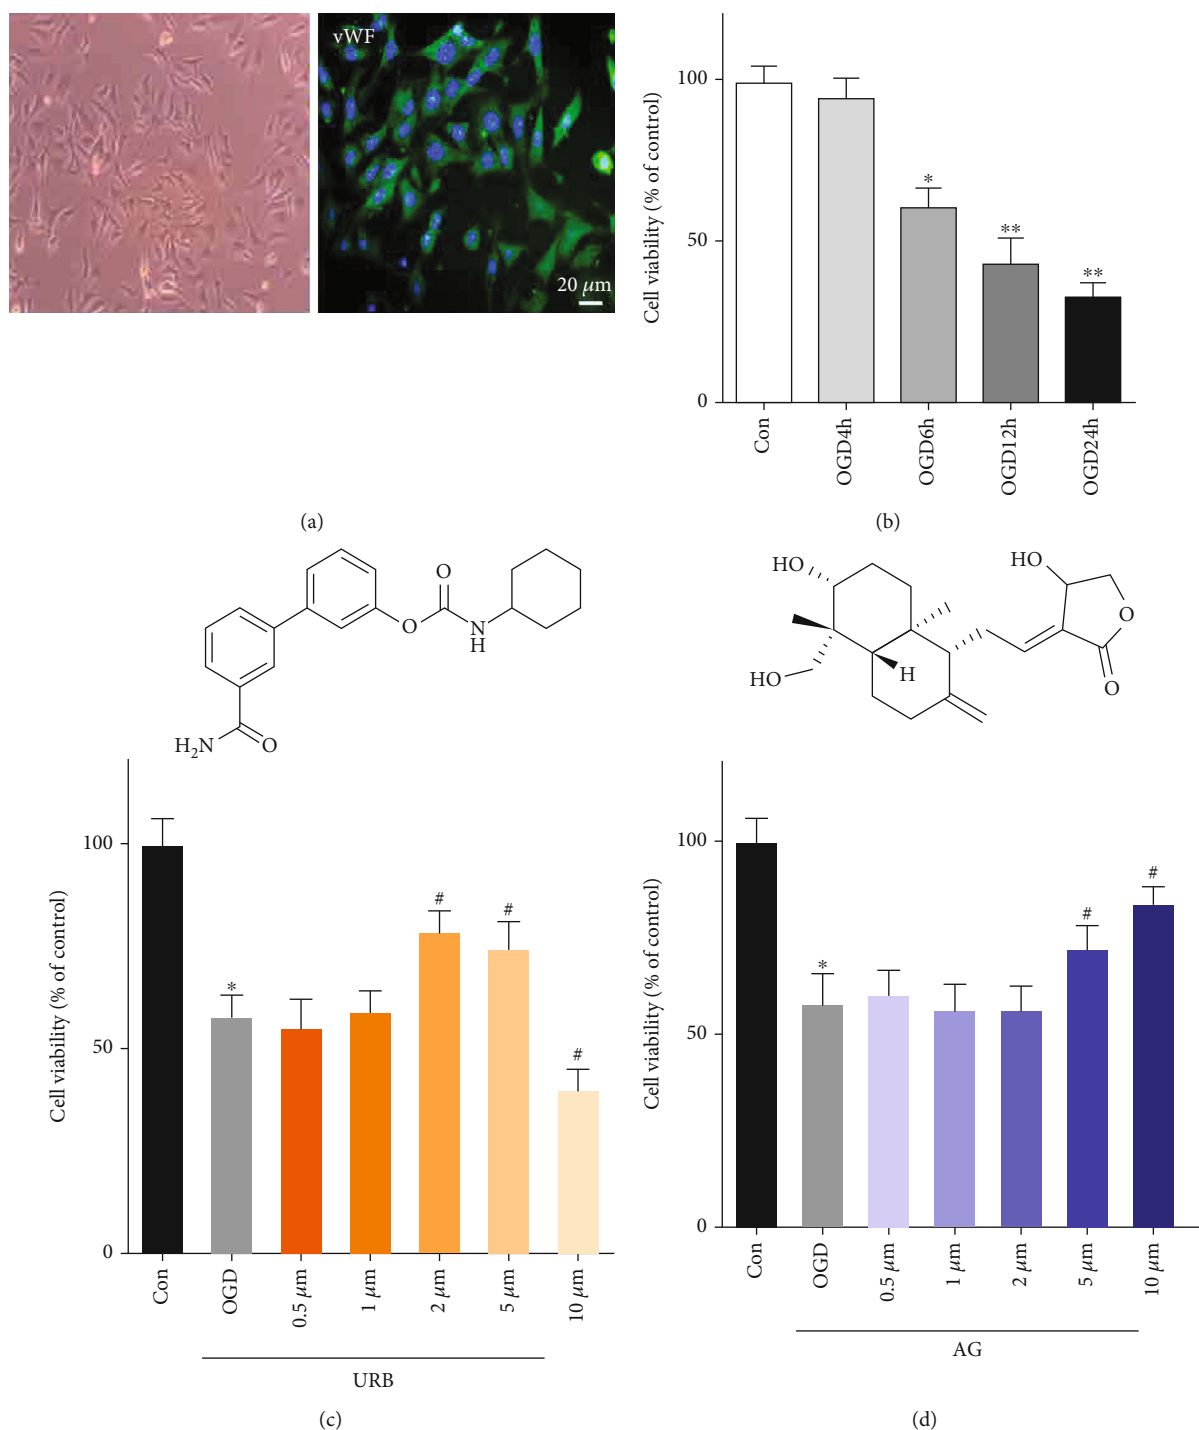 vWF
20 μm
(a)
Cell viability (% of control)
100
50
0
Con
OGD4h
OGD6h
OGD12h
OGD24h
*
**
**
(b)
O
O
N
H
H₂N
O
Cell viability (% of control)
100
50
0
*
#
#
#
Con
OGD
0.5 μm
1 μm
2 μm
5 μm
10 μm
URB
(c)
HO
HO
HO
H
O
O
Cell viability (% of control)
100
50
0
*
#
#
Con
OGD
0.5 μm
1 μm
2 μm
5 μm
10 μm
AG
(d)